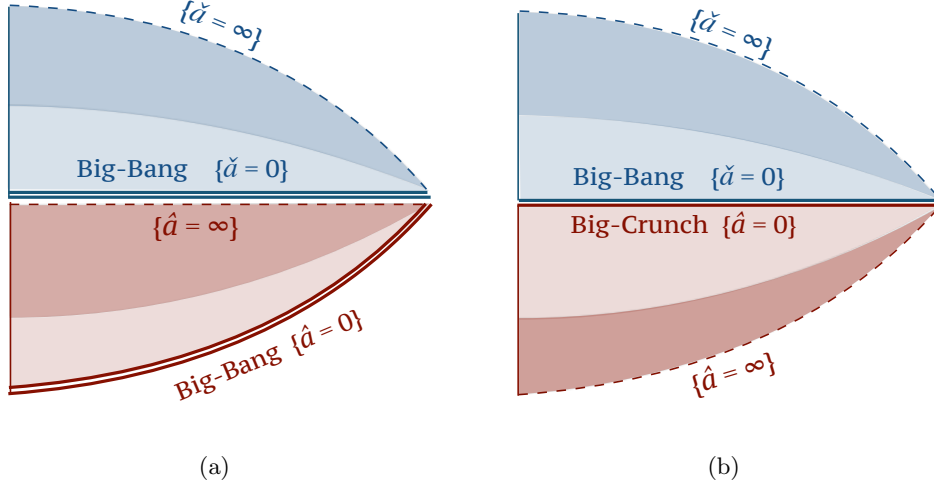 {ǎ = ∞}
Big-Bang {ǎ = 0}
{â = ∞}
Big-Bang {â = 0}
(a)
{ǎ = ∞}
Big-Bang {ǎ = 0}
Big-Crunch {â = 0}
{â = ∞}
(b)